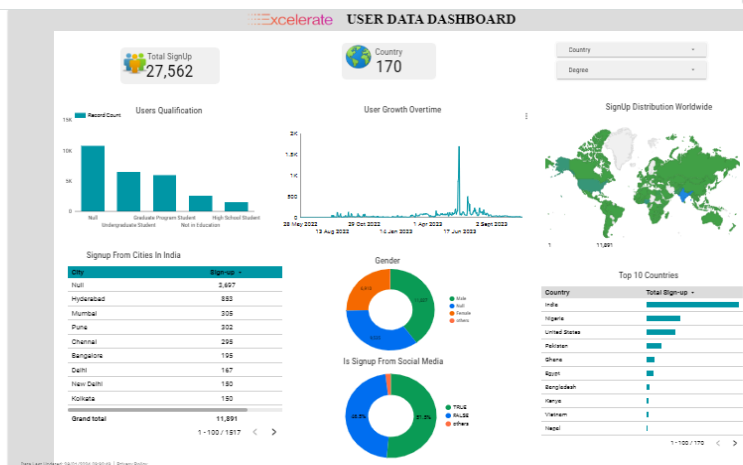 Excelerate USER DATA DASHBOARD
Total SignUp
27,562
Country
170
Country
Degree
Users Qualification
Record Count
15K
10K
5K
0
Null
Undergraduate Student
Graduate Program Student
Not in Education
High School Student
User Growth Overtime
2K
1.5K
1K
500
0
28 May 2022
13 Aug 2022
29 Oct 2022
14 Jan 2023
1 Apr 2023
17 Jun 2023
2 Sept 2023
SignUp Distribution Worldwide
1 11,891
Signup From Cities In India
City Sign-up
Null 3,697
Hyderabad 853
Mumbai 305
Pune 302
Chennai 295
Bangalore 195
Delhi 167
New Delhi 150
Kolkata 150
Grand total 11,891
1 - 100 / 1517 < >
Gender
Male
Null
Female
others
Is Signup From Social Media
TRUE
FALSE
others
Top 10 Countries
Country Total Sign-up
India
Nigeria
United States
Pakistan
Ghana
Egypt
Bangladesh
Kenya
Vietnam
Nepal
1 - 100 / 170 < >
Privacy Policy